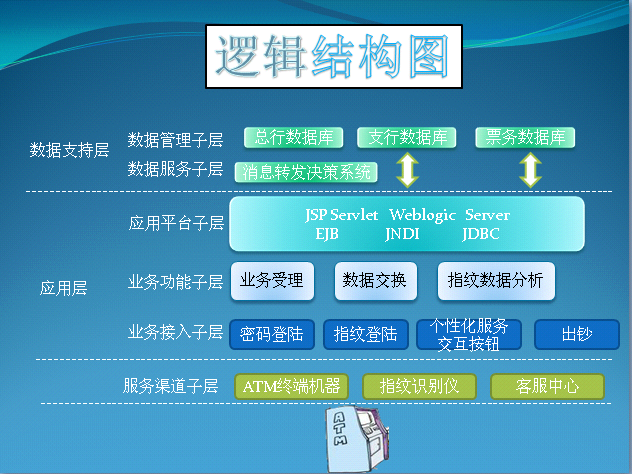 逻辑结构图
数据支持层
数据管理子层 总行数据库 支行数据库 票务数据库
数据服务子层 消息转发决策系统
应用平台子层
JSP Servlet Weblogic Server
EJB JNDI JDBC
应用层
业务功能子层 业务受理 数据交换 指纹数据分析
业务接入子层 密码登陆 指纹登陆 个性化服务交互按钮 出钞
服务渠道子层 ATM终端机器 指纹识别仪 客服中心
ATM